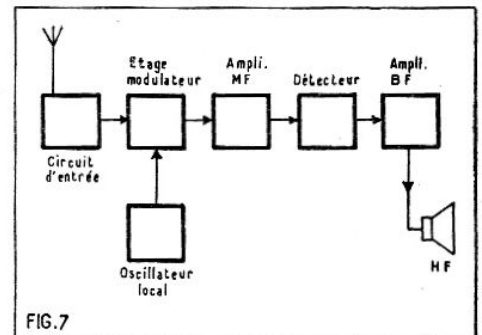 Etage
modulateur
Ampli.
MF
Détecteur
Ampli.
BF
Circuit
d'entrée
Oscillateur
local
HF
FIG.7